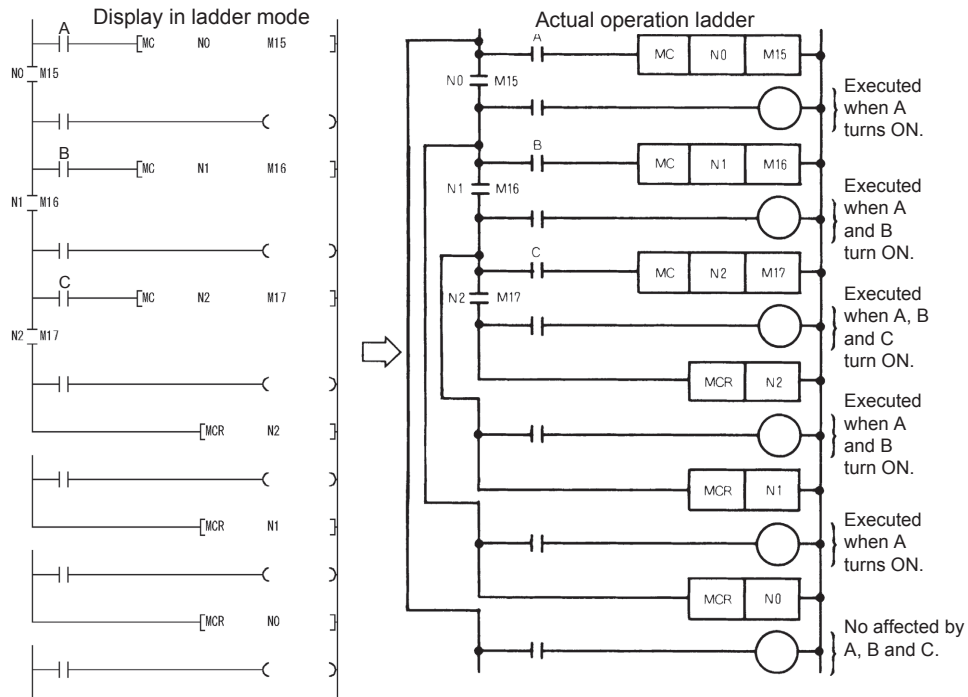 Display in ladder mode
A
[MC N0 M15 ]
N0 M15
( )
B
[MC N1 M16 ]
N1 M16
( )
C
[MC N2 M17 ]
N2 M17
( )
[MCR N2 ]
( )
[MCR N1 ]
( )
[MCR N0 ]
( )
Actual operation ladder
A
MC N0 M15
N0 M15
Executed
when A
turns ON.
B
MC N1 M16
N1 M16
Executed
when A
and B
turn ON.
C
MC N2 M17
N2 M17
Executed
when A, B
and C
turn ON.
MCR N2
Executed
when A
and B
turn ON.
MCR N1
Executed
when A
turns ON.
MCR N0
No affected by
A, B and C.